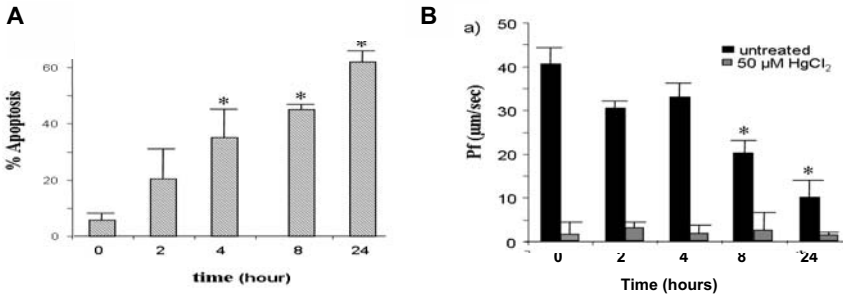 A
% Apoptosis
60
40
20
0
*
*
*
0 2 4 8 24
time (hour)
B
a)
untreated
50 µM HgCl2
Pf (µm/sec)
50
40
30
20
10
0
*
*
0 2 4 8 24
Time (hours)